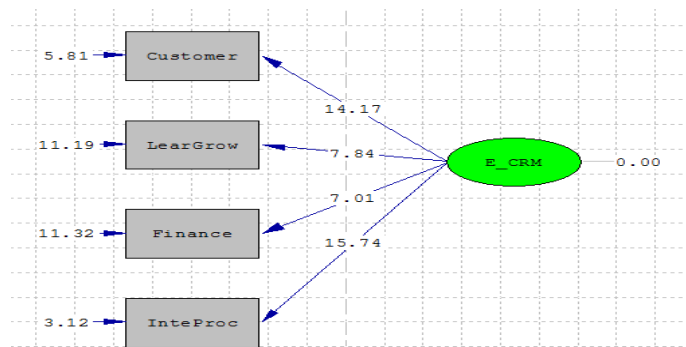 5.81 Customer
14.17
11.19 LearGrow
7.84
E_CRM 0.00
7.01
11.32 Finance
15.74
3.12 InteProc